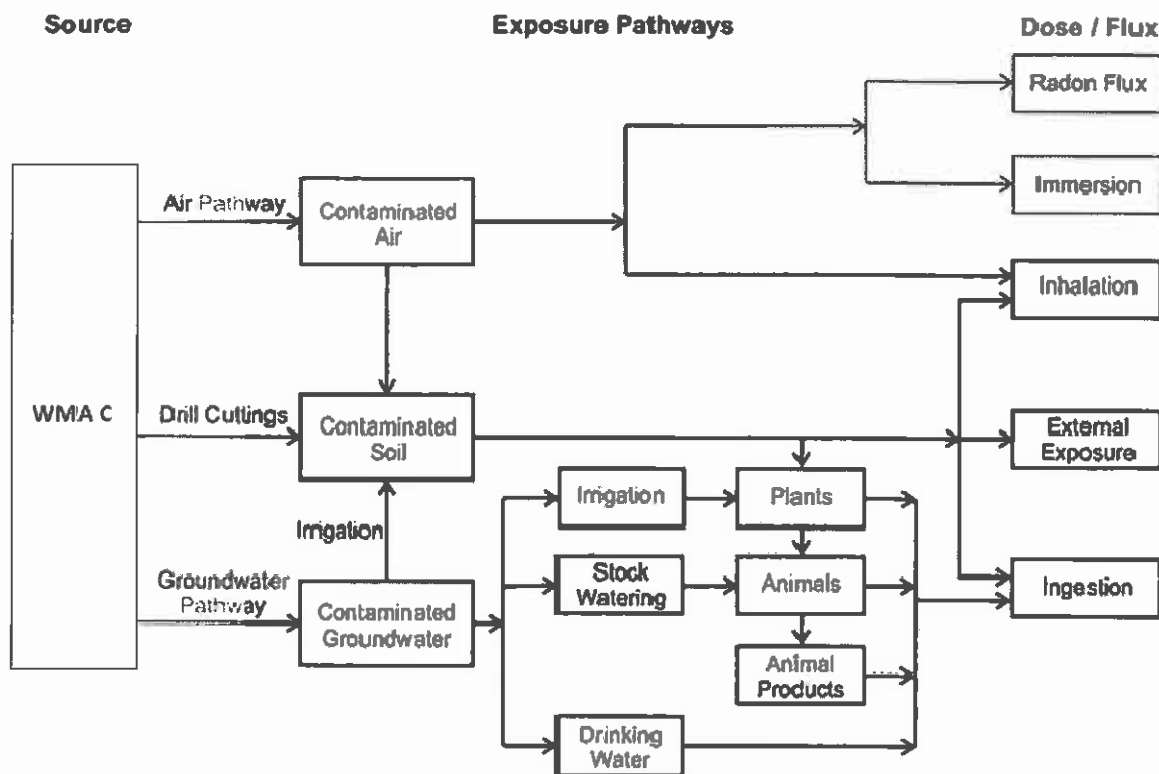 Source
Exposure Pathways
Dose / Flux
Radon Flux
Immersion
Air Pathway
Contaminated
Air
Inhalation
WMA C
Drill Cuttings
Contaminated
Soil
External
Exposure
Irrigation
Irrigation
Plants
Groundwater
Pathway
Contaminated
Groundwater
Stock
Watering
Animals
Ingestion
Animal
Products
Drinking
Water